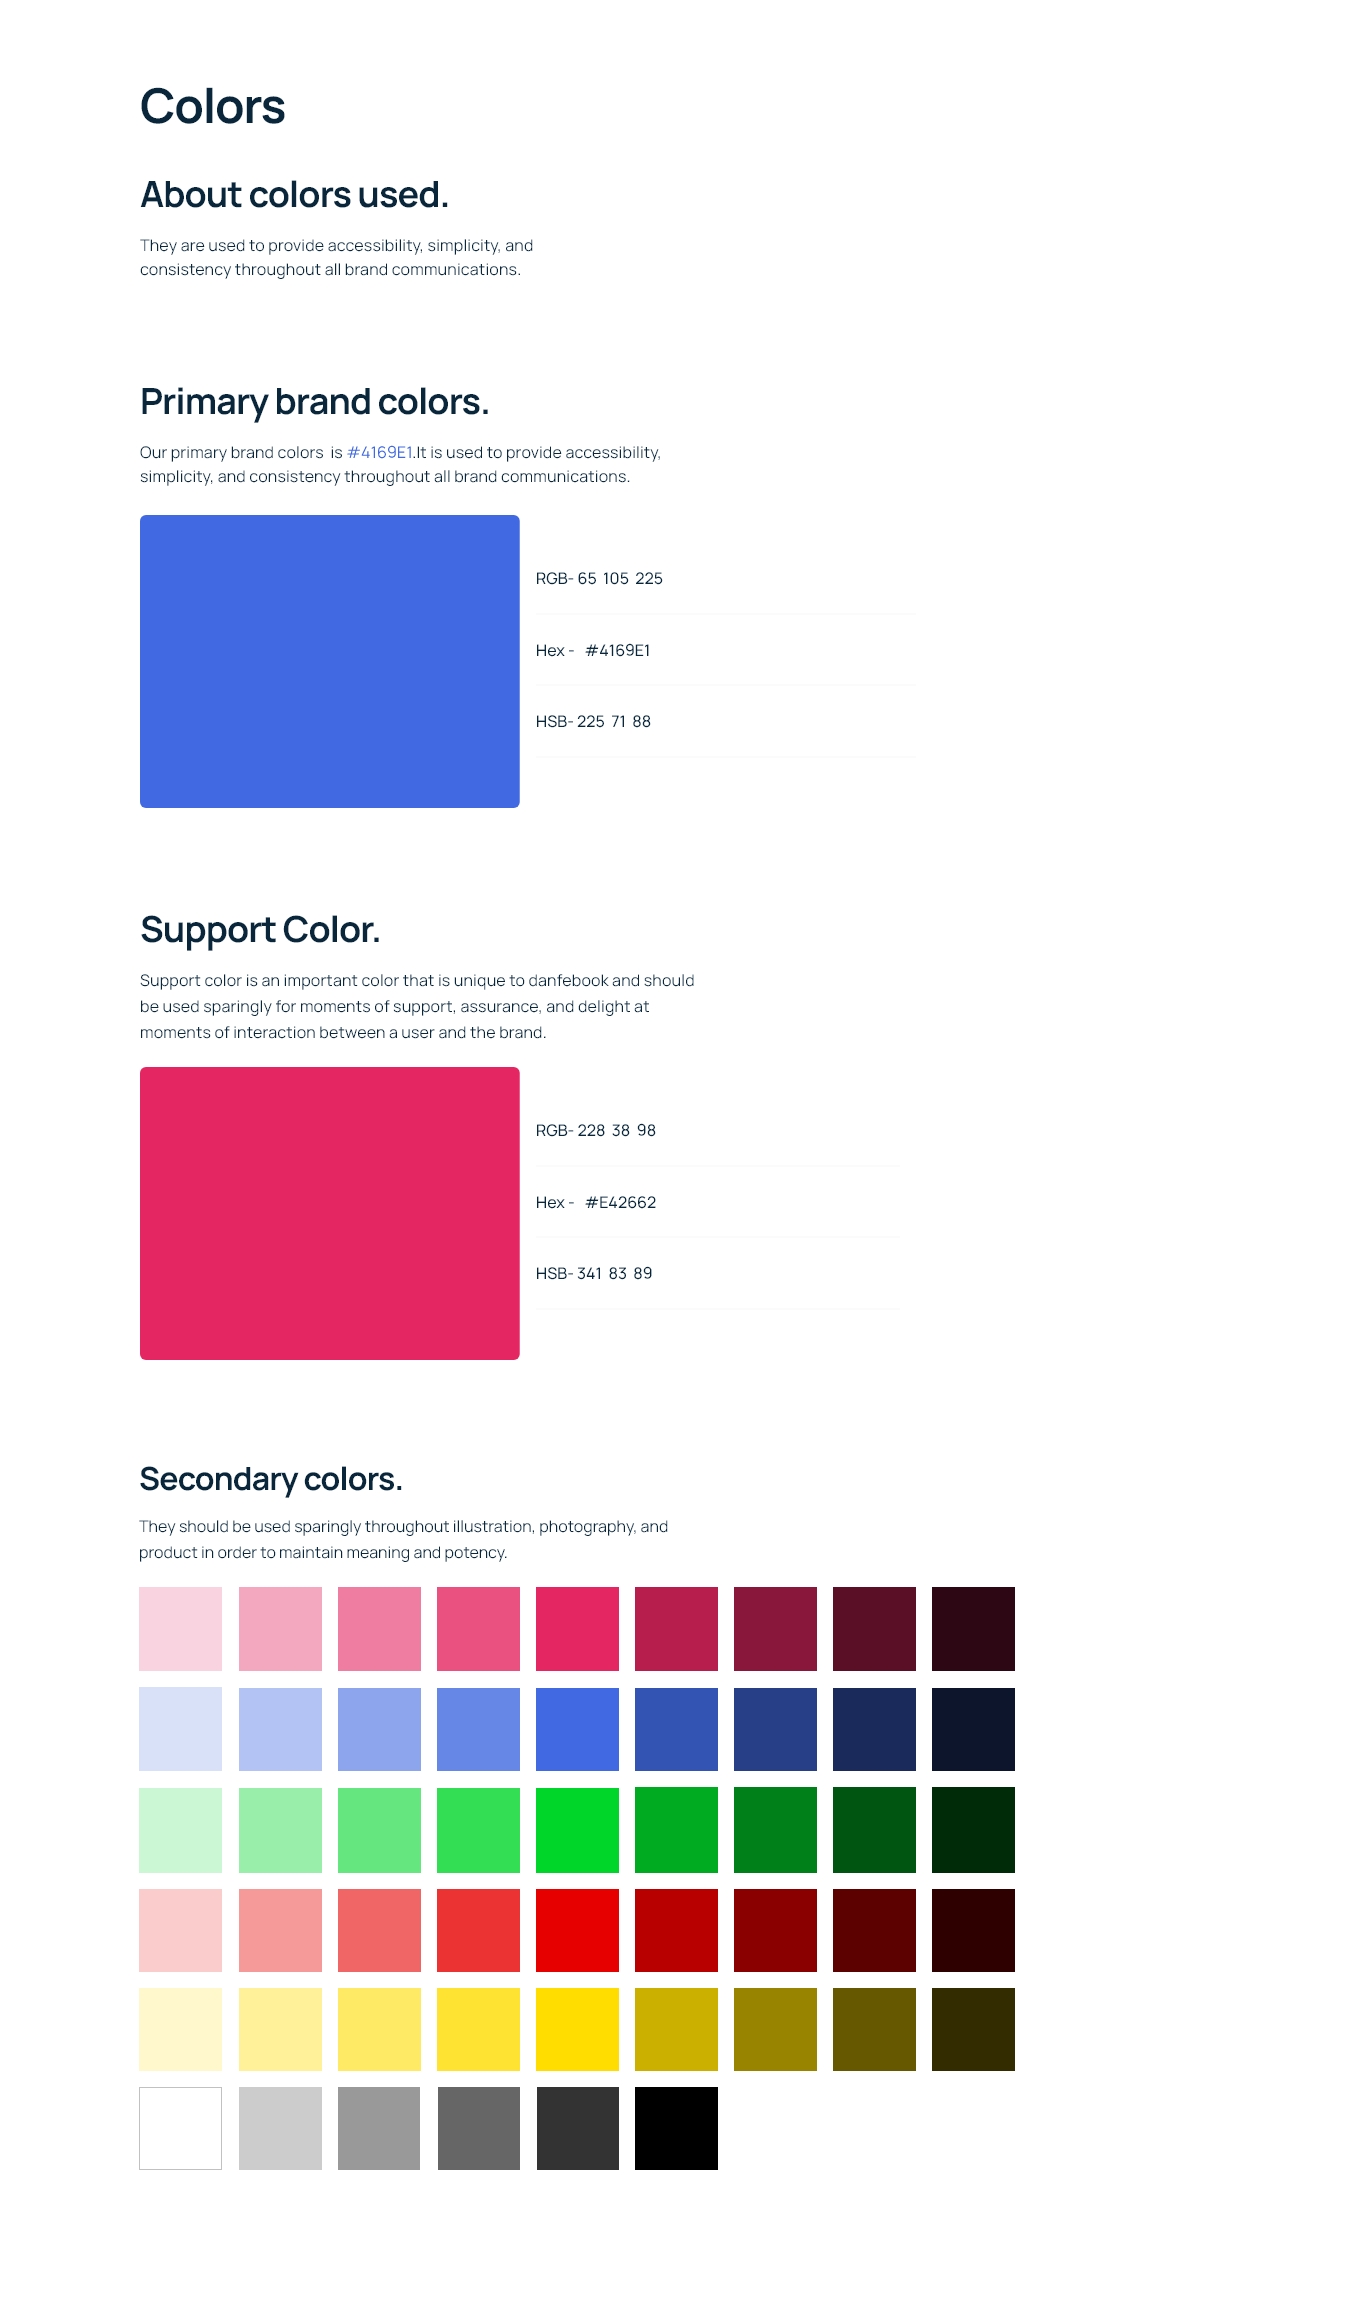 Colors
About colors used.
They are used to provide accessibility, simplicity, and
consistency throughout all brand communications.
Primary brand colors.
Our primary brand colors  is #4169E1.It is used to provide accessibility,
simplicity, and consistency throughout all brand communications.
RGB- 65  105  225
Hex -  #4169E1
HSB- 225  71  88
Support Color.
Support color is an important color that is unique to danfebook and should
be used sparingly for moments of support, assurance, and delight at
moments of interaction between a user and the brand.
RGB- 228  38  98
Hex -  #E42662
HSB- 341  83  89
Secondary colors.
They should be used sparingly throughout illustration, photography, and
product in order to maintain meaning and potency.